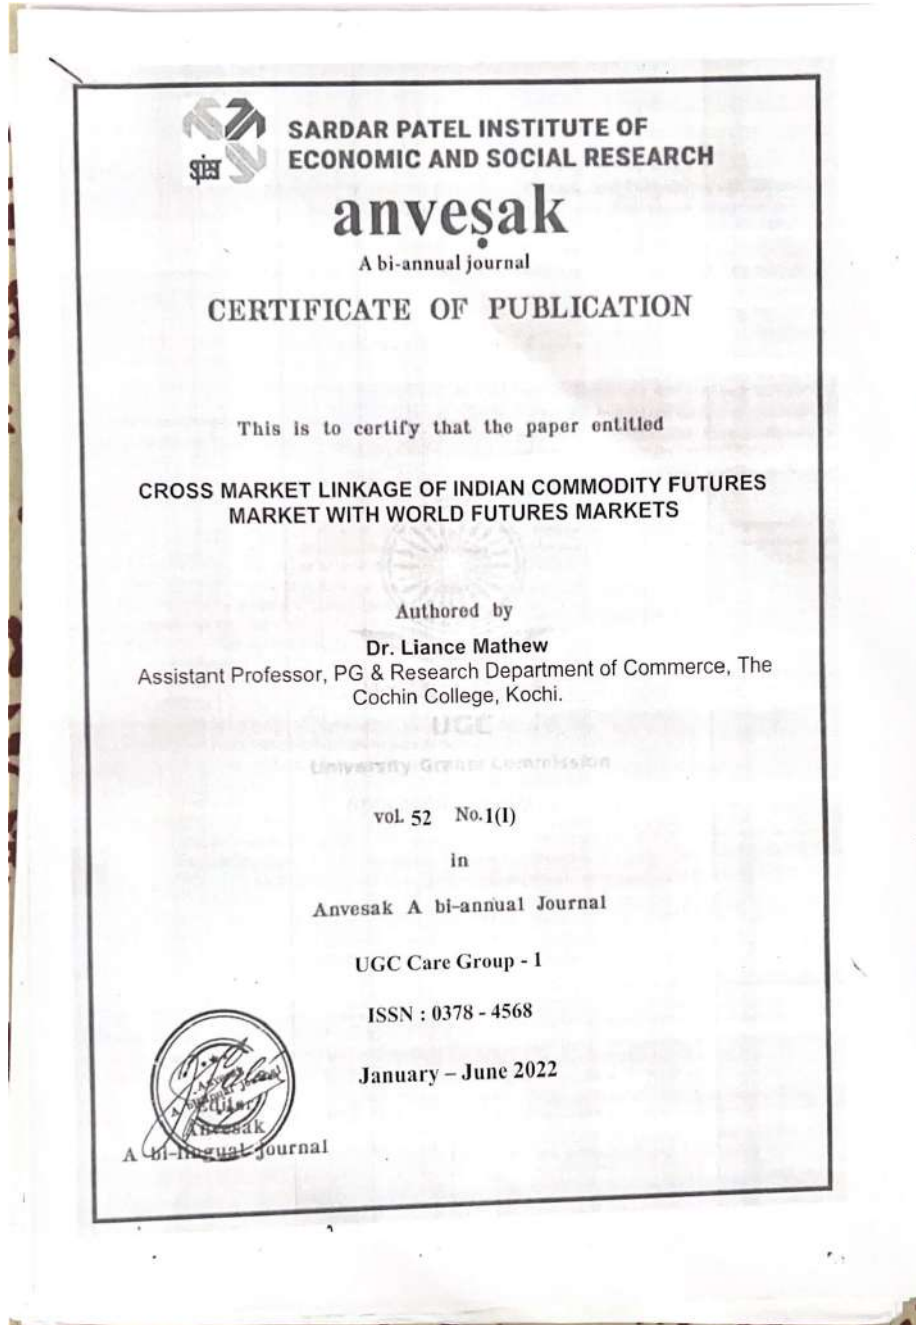 SARDAR PATEL INSTITUTE OF
ECONOMIC AND SOCIAL RESEARCH
anveṣak
A bi-annual journal
CERTIFICATE OF PUBLICATION
This is to certify that the paper entitled
CROSS MARKET LINKAGE OF INDIAN COMMODITY FUTURES
MARKET WITH WORLD FUTURES MARKETS
Authored by
Dr. Liance Mathew
Assistant Professor, PG & Research Department of Commerce, The
Cochin College, Kochi.
UGC
University Grants Commission
vol. 52 No.1(I)
in
Anvesak A bi-annual Journal
UGC Care Group - 1
ISSN : 0378 - 4568
January – June 2022
Anvesak
A bi-lingual journal